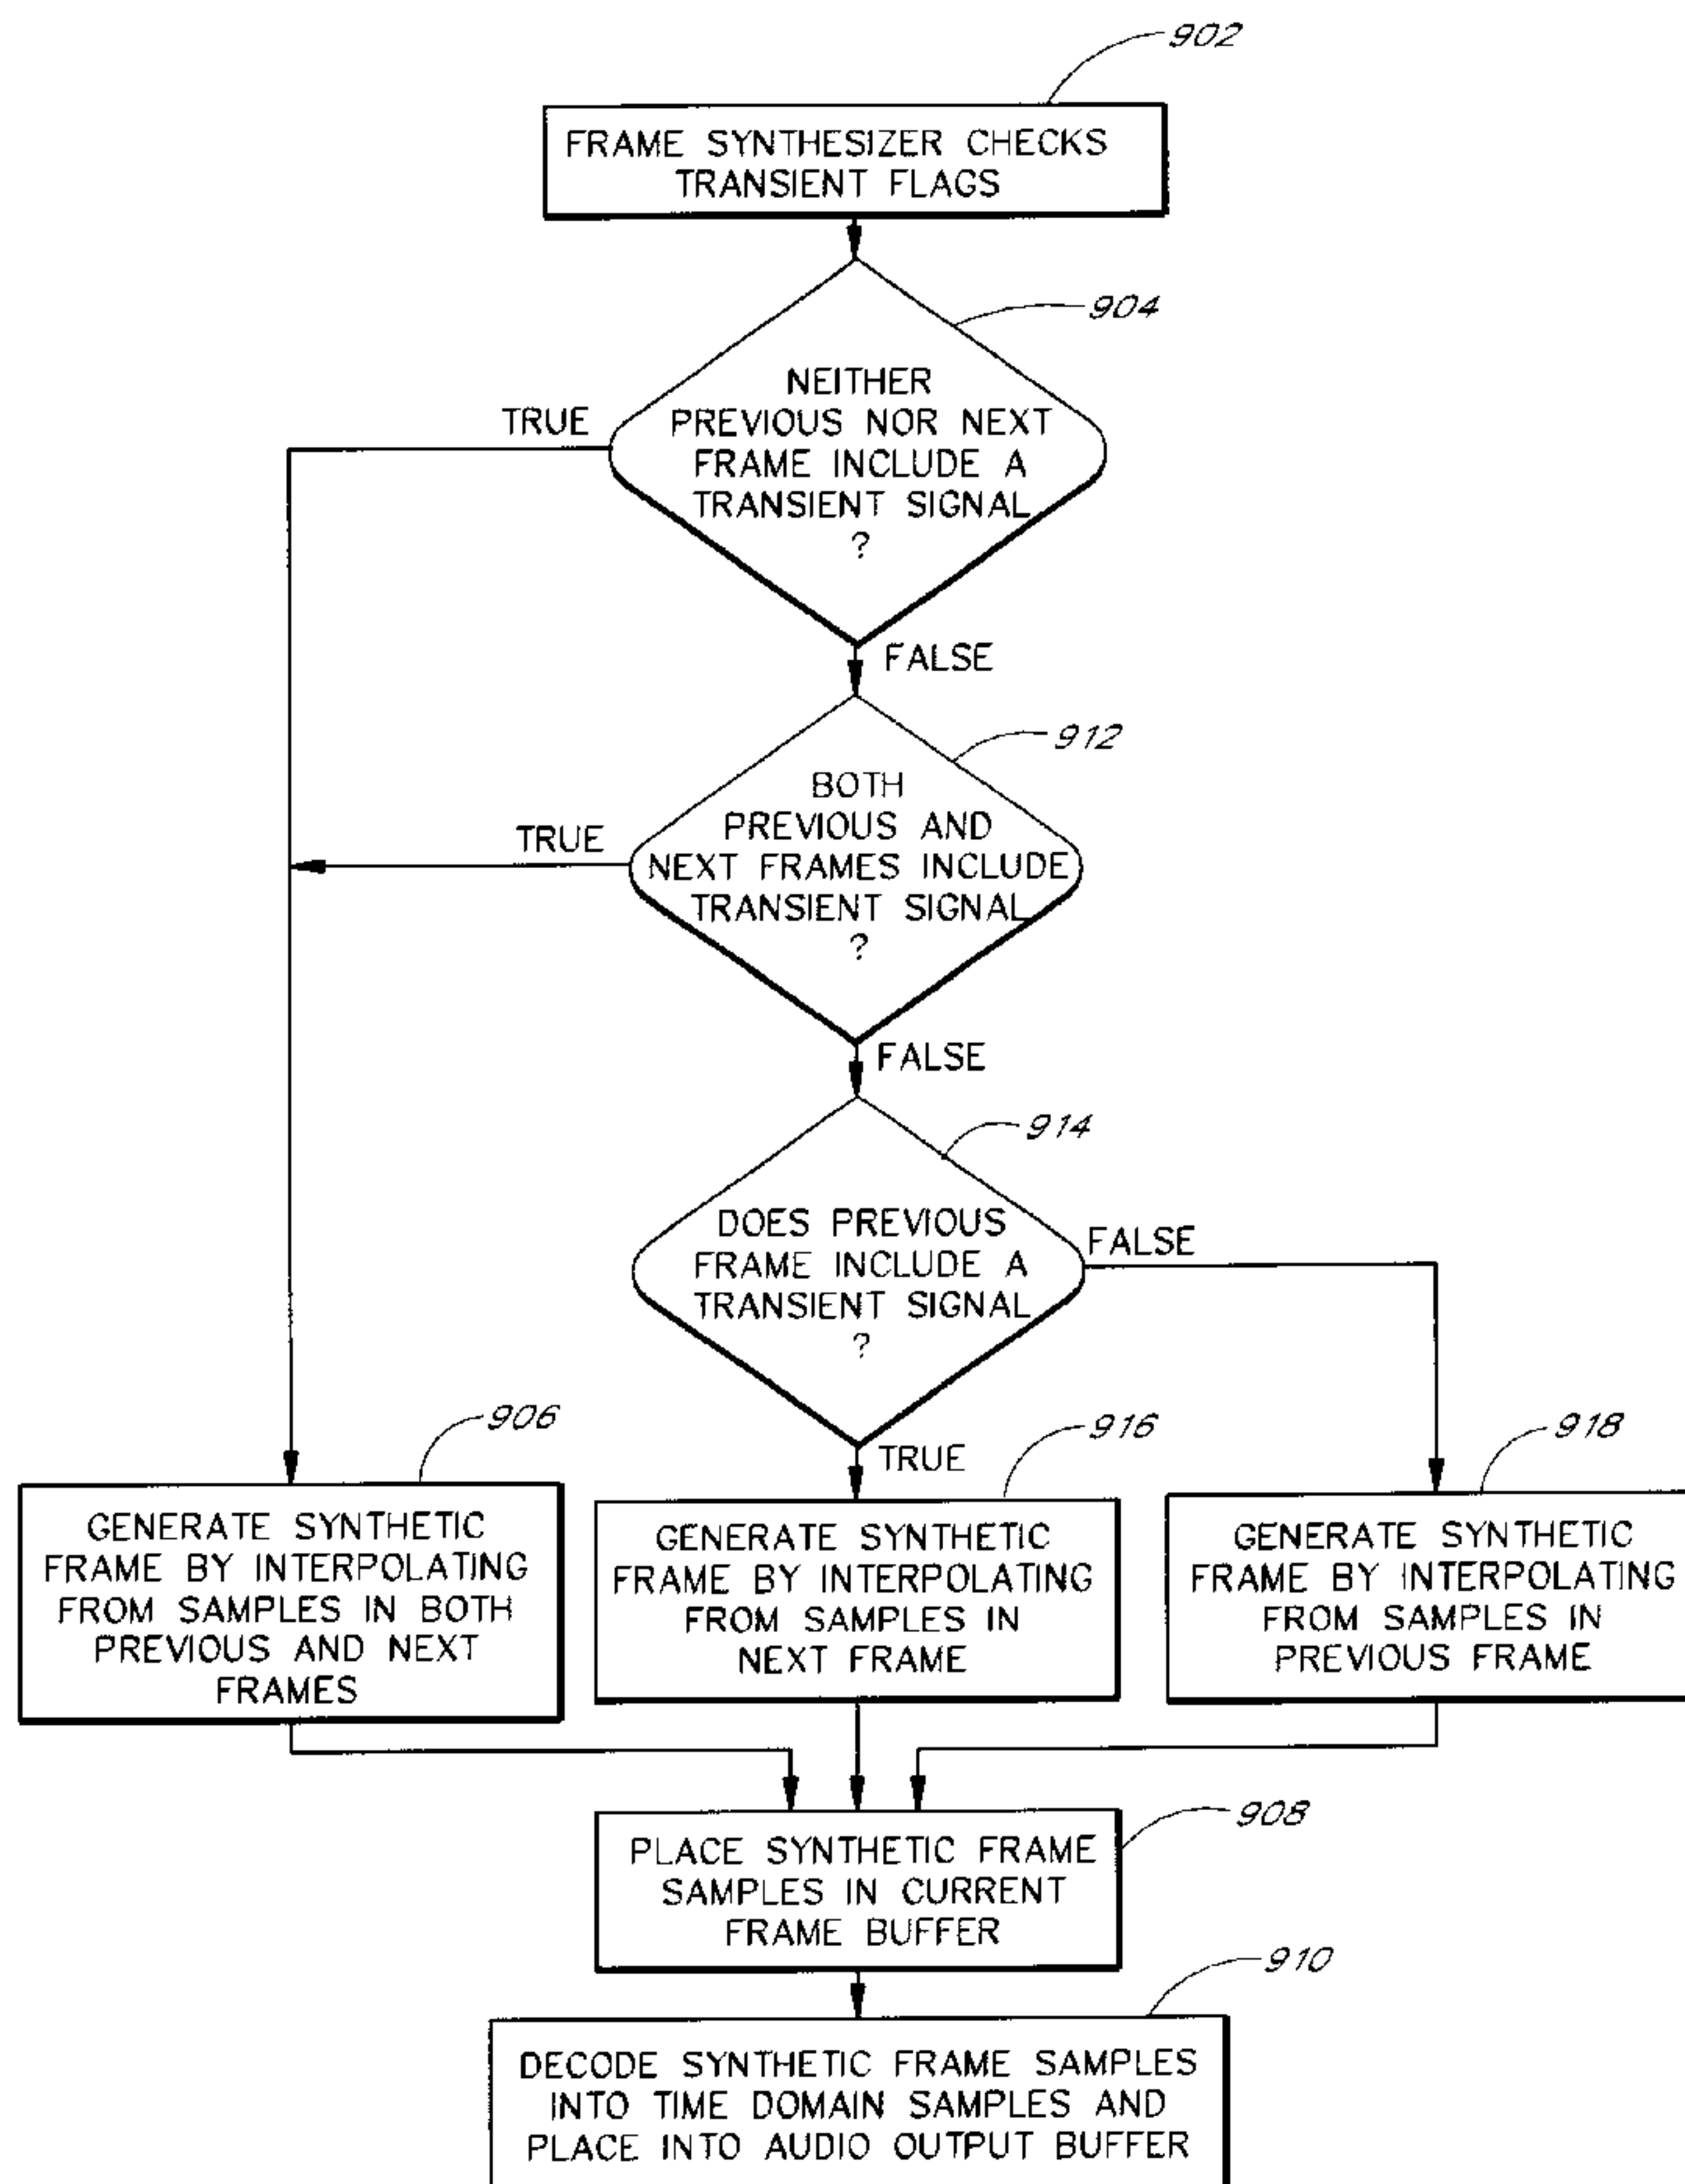 902
FRAME SYNTHESIZER CHECKS
TRANSIENT FLAGS
904
NEITHER
PREVIOUS NOR NEXT
FRAME INCLUDE A
TRANSIENT SIGNAL
?
TRUE
FALSE
912
BOTH
PREVIOUS AND
NEXT FRAMES INCLUDE
TRANSIENT SIGNAL
?
TRUE
FALSE
914
DOES PREVIOUS
FRAME INCLUDE A
TRANSIENT SIGNAL
?
FALSE
TRUE
906
GENERATE SYNTHETIC
FRAME BY INTERPOLATING
FROM SAMPLES IN BOTH
PREVIOUS AND NEXT
FRAMES
916
GENERATE SYNTHETIC
FRAME BY INTERPOLATING
FROM SAMPLES IN
NEXT FRAME
918
GENERATE SYNTHETIC
FRAME BY INTERPOLATING
FROM SAMPLES IN
PREVIOUS FRAME
908
PLACE SYNTHETIC FRAME
SAMPLES IN CURRENT
FRAME BUFFER
910
DECODE SYNTHETIC FRAME SAMPLES
INTO TIME DOMAIN SAMPLES AND
PLACE INTO AUDIO OUTPUT BUFFER